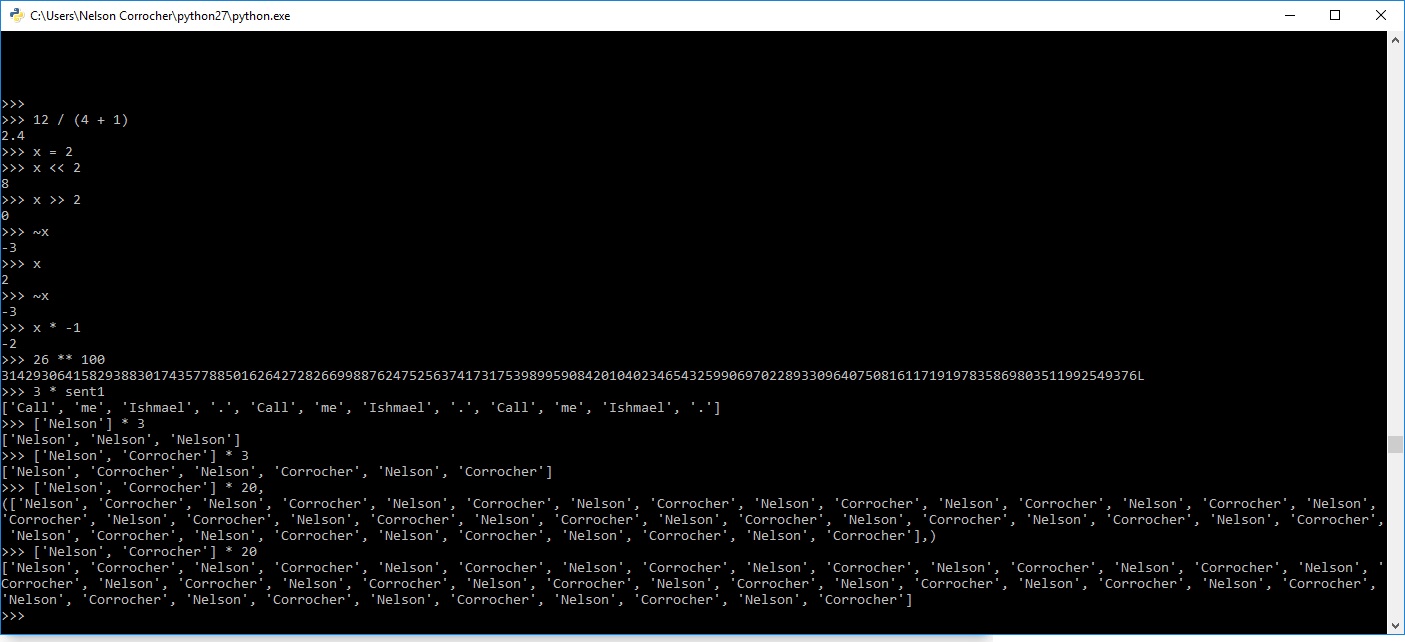 C:\Users\Nelson Corrocher\python27\python.exe
>>>
>>> 12 / (4 + 1)
2.4
>>> x = 2
>>> x << 2
8
>>> x >> 2
0
>>> ~x
-3
>>> x
2
>>> ~x
-3
>>> x * -1
-2
>>> 26 ** 100
3142930641582938830174357788501626427282669988762475256374173175398995908420104023465432599069702289330964075081611719197835869803511992549376L
>>> 3 * sent1
['Call', 'me', 'Ishmael', '.', 'Call', 'me', 'Ishmael', '.', 'Call', 'me', 'Ishmael', '.']
>>> ['Nelson'] * 3
['Nelson', 'Nelson', 'Nelson']
>>> ['Nelson', 'Corrocher'] * 3
['Nelson', 'Corrocher', 'Nelson', 'Corrocher', 'Nelson', 'Corrocher']
>>> ['Nelson', 'Corrocher'] * 20,
(['Nelson', 'Corrocher', 'Nelson', 'Corrocher', 'Nelson', 'Corrocher', 'Nelson', 'Corrocher', 'Nelson', 'Corrocher', 'Nelson', 'Corrocher', 'Nelson', 'Corrocher', 'Nelson',
'Corrocher', 'Nelson', 'Corrocher', 'Nelson', 'Corrocher', 'Nelson', 'Corrocher', 'Nelson', 'Corrocher', 'Nelson', 'Corrocher', 'Nelson', 'Corrocher', 'Nelson', 'Corrocher',
'Nelson', 'Corrocher', 'Nelson', 'Corrocher', 'Nelson', 'Corrocher', 'Nelson', 'Corrocher', 'Nelson', 'Corrocher'],)
>>> ['Nelson', 'Corrocher'] * 20
['Nelson', 'Corrocher', 'Nelson', 'Corrocher', 'Nelson', 'Corrocher', 'Nelson', 'Corrocher', 'Nelson', 'Corrocher', 'Nelson', 'Corrocher', 'Nelson', 'Corrocher', 'Nelson', '
Corrocher', 'Nelson', 'Corrocher', 'Nelson', 'Corrocher', 'Nelson', 'Corrocher', 'Nelson', 'Corrocher', 'Nelson', 'Corrocher', 'Nelson', 'Corrocher', 'Nelson', 'Corrocher',
'Nelson', 'Corrocher', 'Nelson', 'Corrocher', 'Nelson', 'Corrocher', 'Nelson', 'Corrocher', 'Nelson', 'Corrocher']
>>>